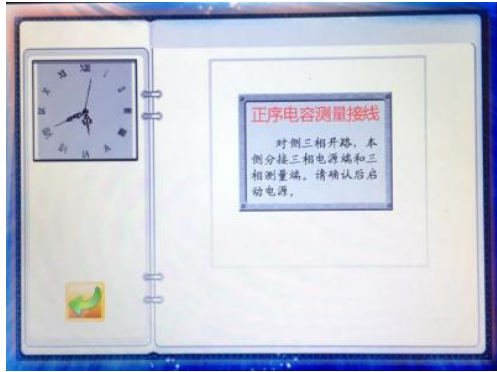 正序电容测量接线
对侧三相开路，本
侧分接三相电源端和三
相测量端。请确认后启
动电源。